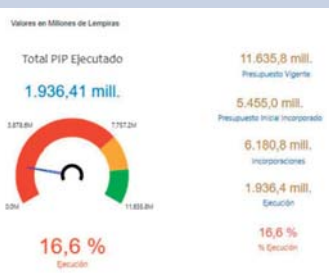 Valores en Millones de Lempiras
Total PIP Ejecutado
1.936,41 mill.
3.878,6M
7.757,2M
0,0M
11.635,8M
16,6 %
Ejecución
11.635,8 mill.
Presupuesto Vigente
5.455,0 mill.
Presupuesto Inicial Incorporado
6.180,8 mill.
Incorporaciones
1.936,4 mill.
Ejecución
16,6 %
% Ejecución